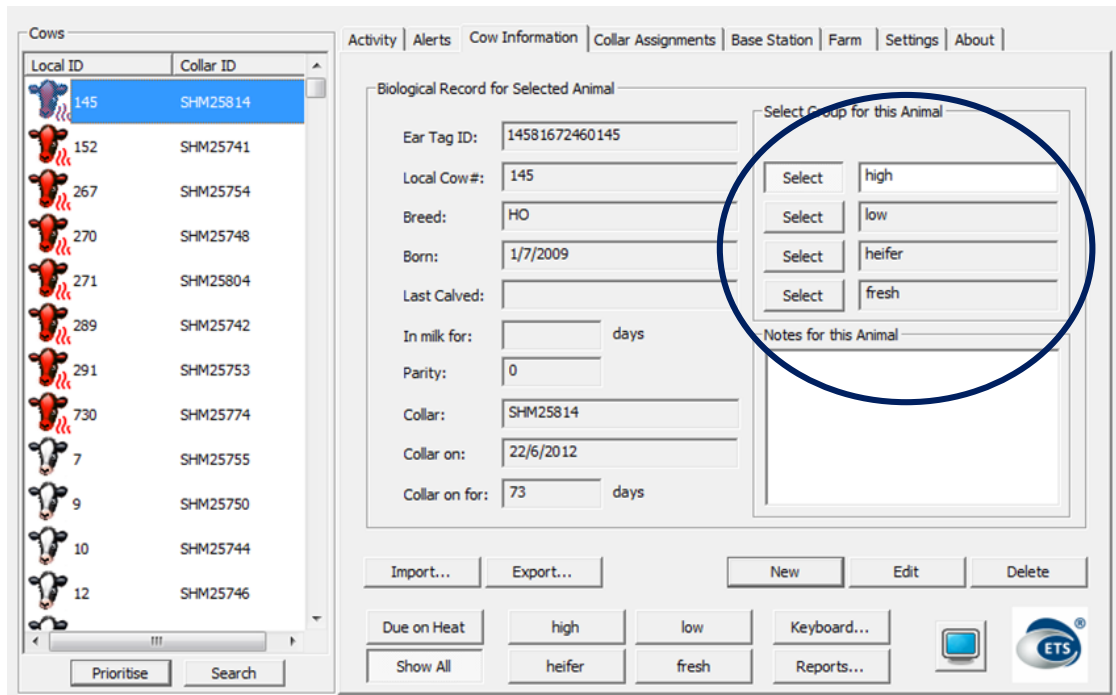 Cows
Local ID Collar ID
145 SHM25814
152 SHM25741
267 SHM25754
270 SHM25748
271 SHM25804
289 SHM25742
291 SHM25753
730 SHM25774
7 SHM25755
9 SHM25750
10 SHM25744
12 SHM25746
Prioritise Search
Activity Alerts Cow Information Collar Assignments Base Station Farm Settings About
Biological Record for Selected Animal
Ear Tag ID: 14581672460145
Local Cow#: 145
Breed: HO
Born: 1/7/2009
Last Calved:
In milk for: days
Parity: 0
Collar: SHM25814
Collar on: 22/6/2012
Collar on for: 73 days
Select Group for this Animal
Select high
Select low
Select heifer
Select fresh
Notes for this Animal
Import... Export... New Edit Delete
Due on Heat high low Keyboard...
Show All heifer fresh Reports...
ETS ®